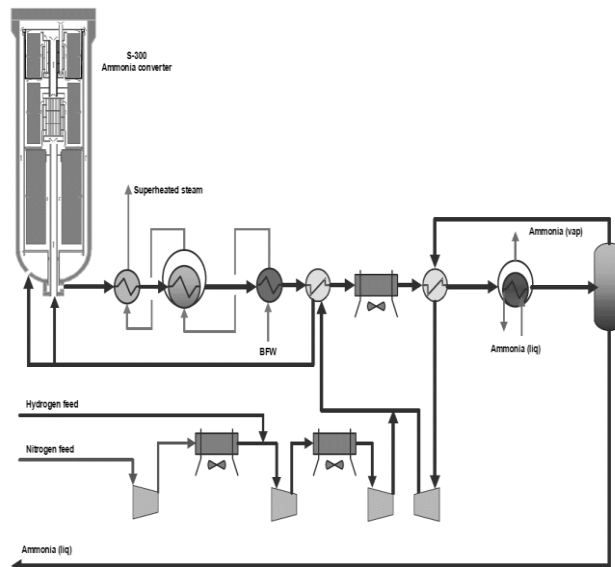 S-300
Ammonia converter
Superheated steam
Ammonia (vap)
BFW
Ammonia (liq)
Hydrogen feed
Nitrogen feed
Ammonia (liq)